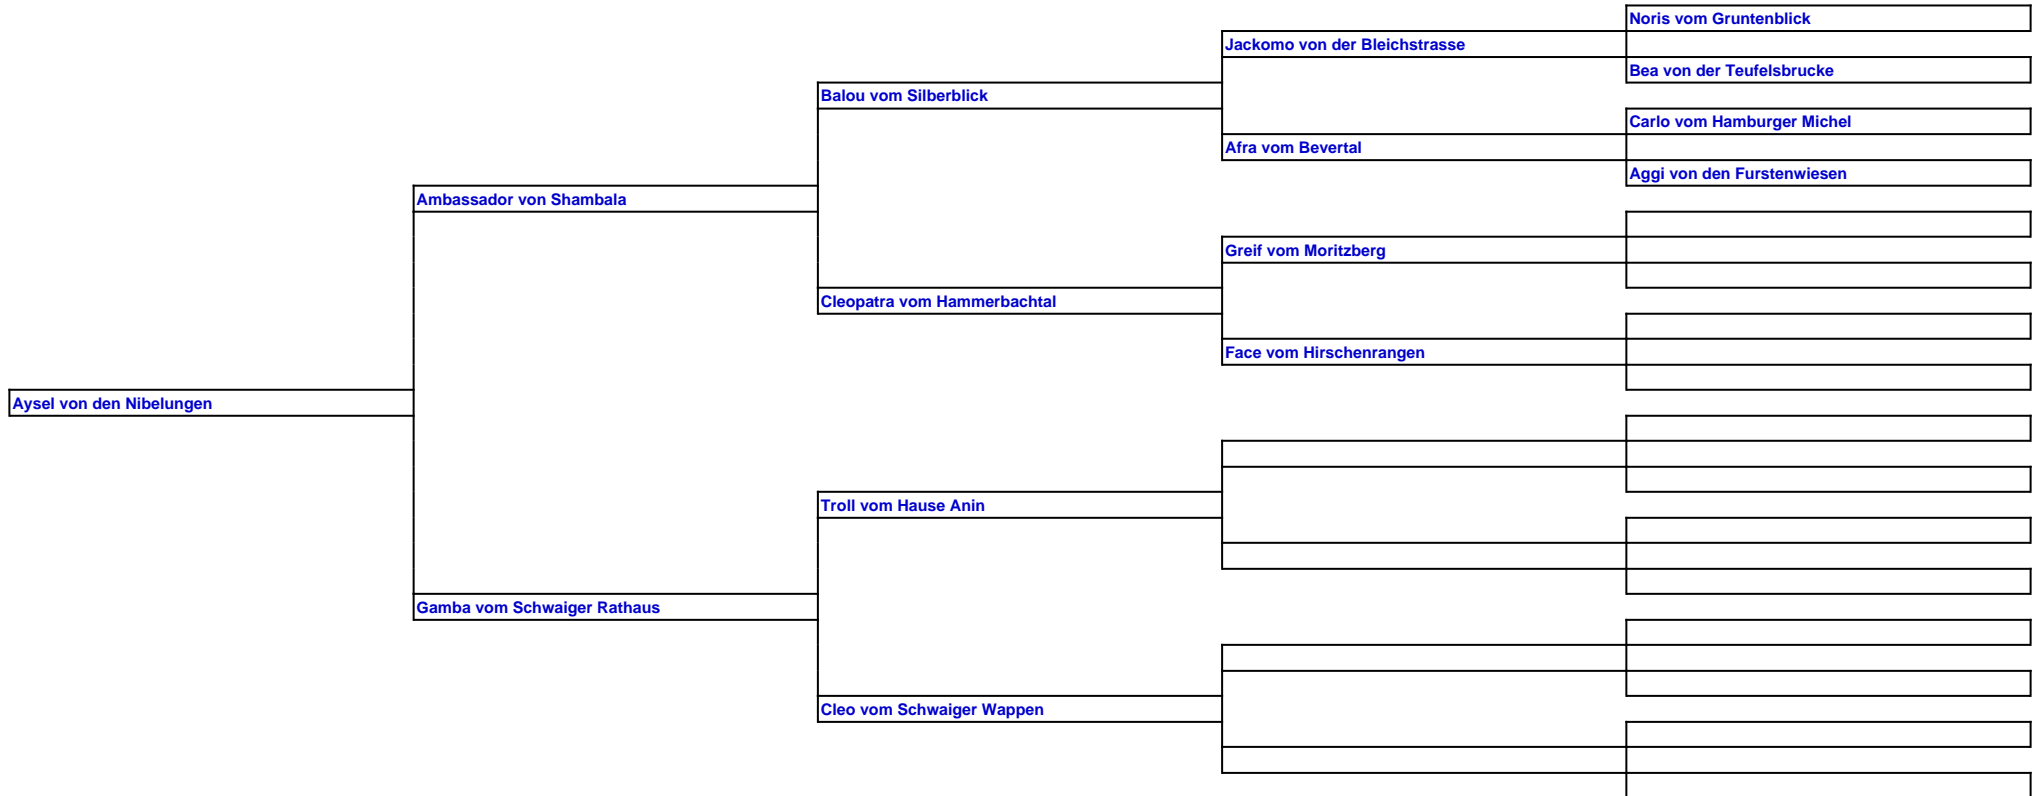 Noris vom Gruntenblick
Jackomo von der Bleichstrasse
Bea von der Teufelsbrucke
Balou vom Silberblick
Carlo vom Hamburger Michel
Afra vom Bevertal
Aggi von den Furstenwiesen
Ambassador von Shambala
Greif vom Moritzberg
Cleopatra vom Hammerbachtal
Face vom Hirschenrangen
Aysel von den Nibelungen
Troll vom Hause Anin
Gamba vom Schwaiger Rathaus
Cleo vom Schwaiger Wappen